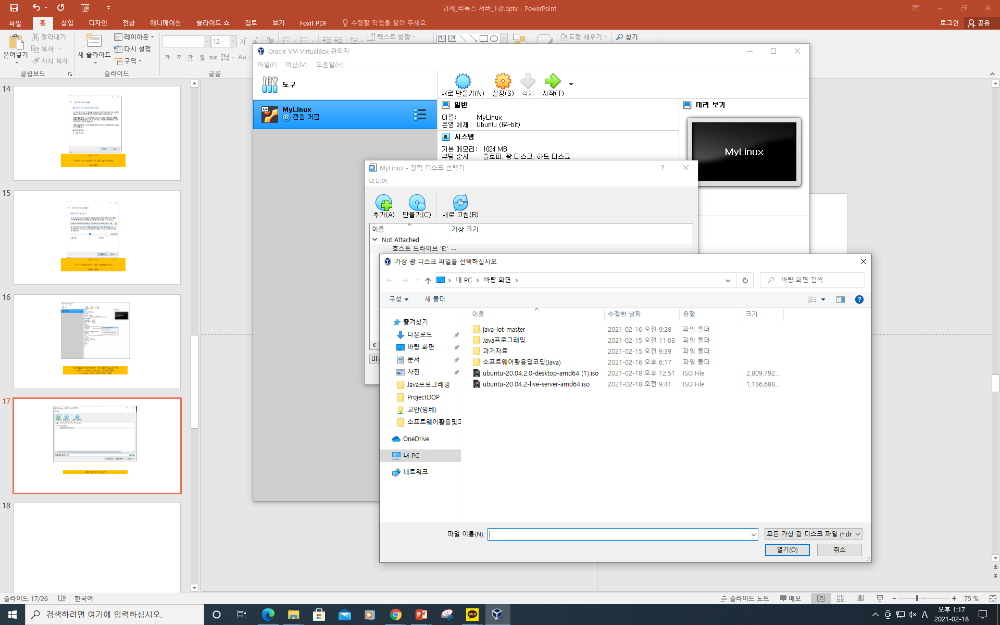 과제_리눅스 서버_1강.pptx - PowerPoint
파일 홈 삽입 디자인 전환 애니메이션 슬라이드 쇼 검토 보기 Foxit PDF 수행할 작업을 알려 주세요. 로그인 공유
붙여넣기
잘라내기
복사
서식 복사
클립보드
새 슬라이드
레이아웃
다시 설정
구역
슬라이드
12
글꼴
텍스트 방향
도형 채우기
찾기
Oracle VM VirtualBox 관리자
파일(F) 머신(M) 도움말(H)
도구
새로 만들기(N) 설정(S) 삭제 시작(T)
64
MyLinux
전원 꺼짐
일반
이름: MyLinux
운영 체제: Ubuntu (64-bit)
시스템
기본 메모리: 1024 MB
부팅 순서: 플로피, 광 디스크, 하드 디스크
미리 보기
MyLinux
MyLinux - 광학 디스크 선택기
미디어
추가(A) 만들기(C) 새로 고침(R)
이름 가상 크기
Not Attached
호스트 드라이브 'E:' --
가상 광 디스크 파일을 선택하십시오
내 PC 바탕 화면
바탕 화면 검색
구성 새 폴더
즐겨찾기
다운로드
바탕 화면
문서
사진
Java프로그래밍
ProjectOOP
교안(임베)
소프트웨어활용및코
OneDrive
내 PC
네트워크
이름 수정한 날짜 유형 크기
java-iot-master 2021-02-16 오전 9:28 파일 폴더
Java프로그래밍 2021-02-15 오전 11:08 파일 폴더
과거자료 2021-02-15 오전 9:39 파일 폴더
소프트웨어활용및코딩(Java) 2021-02-16 오후 6:17 파일 폴더
ubuntu-20.04.2.0-desktop-amd64 (1).iso 2021-02-18 오후 12:51 ISO File 2,809,792...
ubuntu-20.04.2-live-server-amd64.iso 2021-02-18 오전 9:41 ISO File 1,186,688...
파일 이름(N):
모든 가상 광 디스크 파일 (*.dr
열기(O) 취소
14
15
16
17
18
슬라이드 17/26 한국어
슬라이드 노트 메모 75 %
검색하려면 여기에 입력하십시오.
TALK
A
오후 1:17
2021-02-18